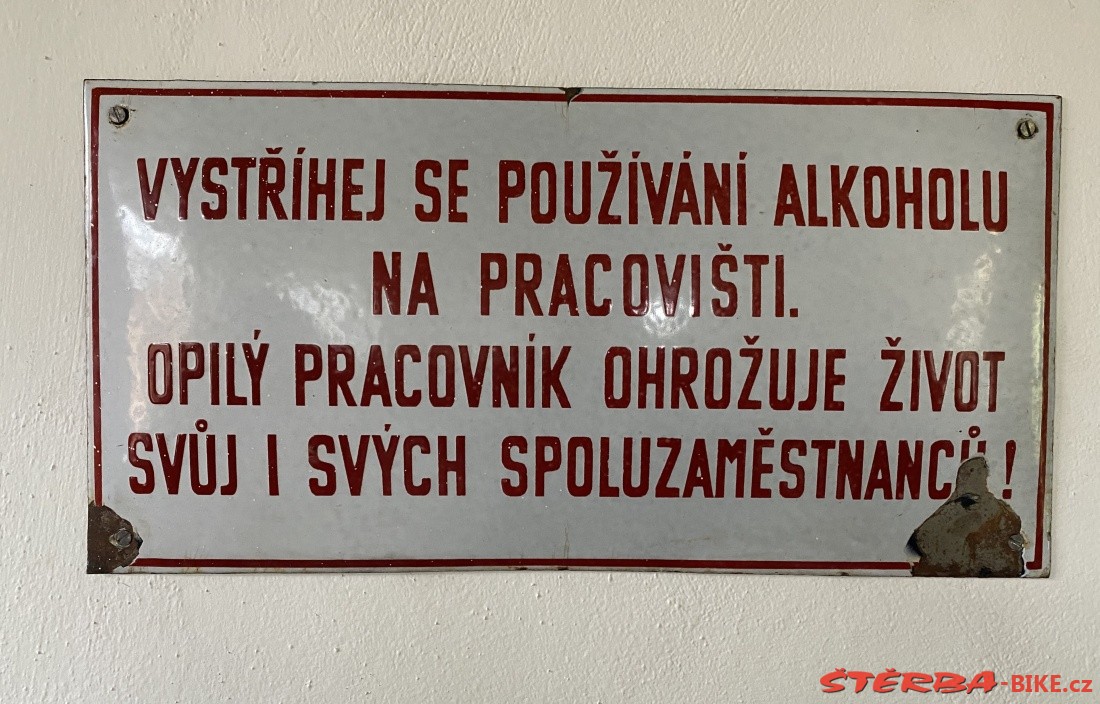 VYSTŘÍHEJ SE POUŽÍVÁNÍ ALKOHOLU
NA PRACOVIŠTI.
OPILÝ PRACOVNÍK OHROŽUJE ŽIVOT
SVŮJ I SVÝCH SPOLUZAMĚSTNANCŮ!
ŠTĚRBA-BIKE.cz